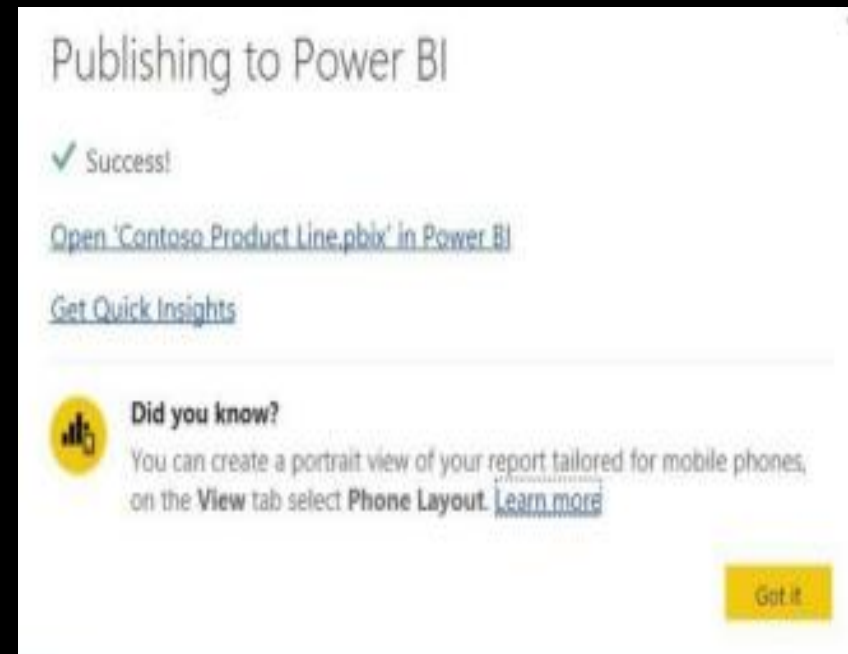 Publishing to Power BI
Success!
Open 'Contoso Product Line.pbix' in Power BI
Get Quick Insights
Did you know?
You can create a portrait view of your report tailored for mobile phones,
on the View tab select Phone Layout. Learn more
Got it